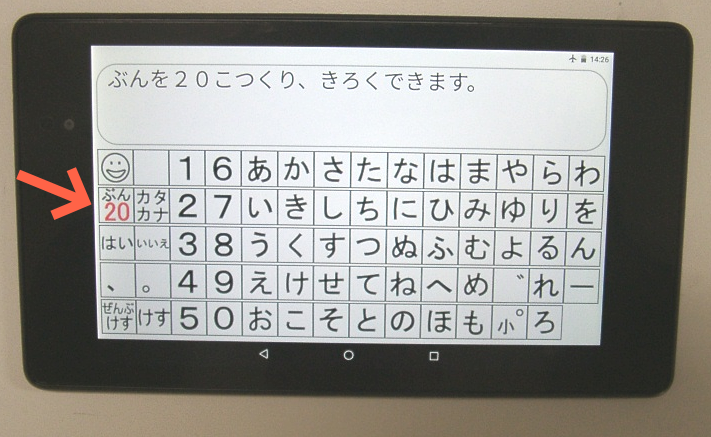 14:26
ぶんを２０こつくり、きろくできます。
1 6 あ か さ た な は ま や ら わ
ぶん 20 カタカナ 2 7 い き し ち に ひ み ゆ り を
はい いいえ 3 8 う く す つ ぬ ふ む よ る ん
、 。 4 9 え け せ て ね へ め ゛ れ ー
ぜんぶけす けす 5 0 お こ そ と の ほ も 小゜ ろ